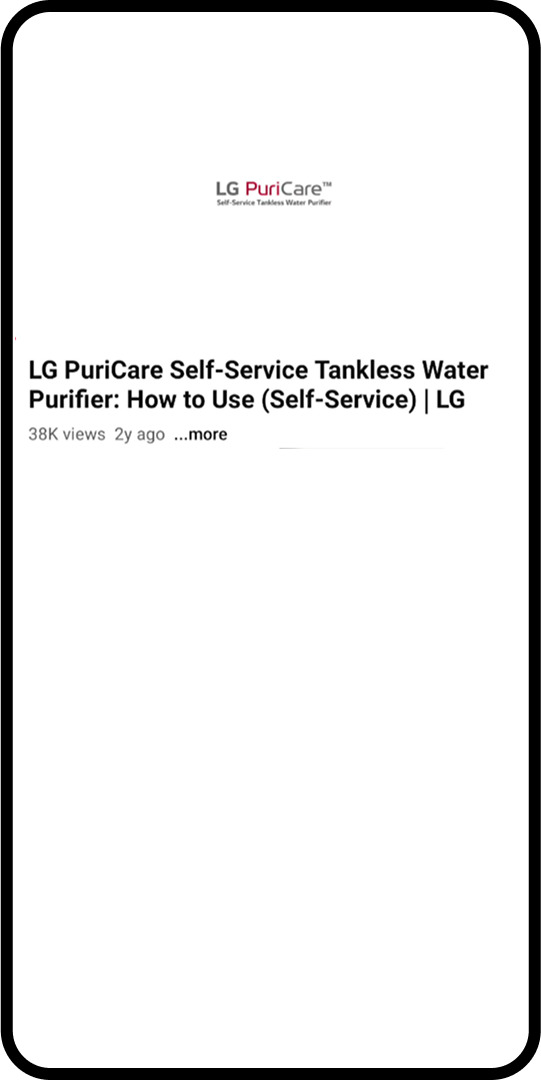 LG PuriCare™
Self-Service Tankless Water Purifier
LG PuriCare Self-Service Tankless Water
Purifier: How to Use (Self-Service) | LG
38K views 2y ago ...more